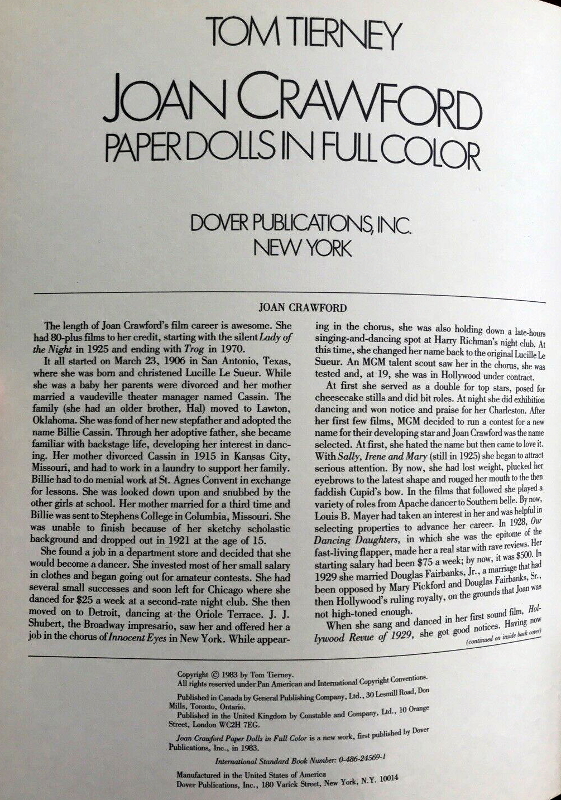 TOM TIERNEY
JOAN CRAWFORD
PAPER DOLLS IN FULL COLOR
DOVER PUBLICATIONS, INC.
NEW YORK
JOAN CRAWFORD
The length of Joan Crawford's film career is awesome. She
had 80-plus films to her credit, starting with the silent Lady of
the Night in 1925 and ending with Trog in 1970.
It all started on March 23, 1906 in San Antonio, Texas,
where she was born and christened Lucille Le Sueur. While
she was a baby her parents were divorced and her mother
married a vaudeville theater manager named Cassin. The
family (she had an older brother, Hal) moved to Lawton,
Oklahoma. She was fond of her new stepfather and adopted the
name Billie Cassin. Through her adoptive father, she became
familiar with backstage life, developing her interest in danc-
ing. Her mother divorced Cassin in 1915 in Kansas City,
Missouri, and had to work in a laundry to support her family.
Billie had to do menial work at St. Agnes Convent in exchange
for lessons. She was looked down upon and snubbed by the
other girls at school. Her mother married for a third time and
Billie was sent to Stephens College in Columbia, Missouri. She
was unable to finish because of her sketchy scholastic
background and dropped out in 1921 at the age of 15.
She found a job in a department store and decided that she
would become a dancer. She invested most of her small salary
in clothes and began going out for amateur contests. She had
several small successes and soon left for Chicago where she
danced for $25 a week at a second-rate night club. She then
moved on to Detroit, dancing at the Oriole Terrace. J. J.
Shubert, the Broadway impresario, saw her and offered her a
job in the chorus of Innocent Eyes in New York. While appear-
ing in the chorus, she was also holding down a late-hours
singing-and-dancing spot at Harry Richman's night club. At
this time, she changed her name back to the original Lucille Le
Sueur. An MGM talent scout saw her in the chorus, she was
tested and, at 19, she was in Hollywood under contract.
At first she served as a double for top stars, posed for
cheesecake stills and did bit roles. At night she did exhibition
dancing and won notice and praise for her Charleston. After
her first few films, MGM decided to run a contest for a new
name for their developing star and Joan Crawford was the name
selected. At first, she hated the name but then came to love it.
With Sally, Irene and Mary (still in 1925) she began to attract
serious attention. By now, she had lost weight, plucked her
eyebrows to the latest shape and rouged her mouth to the then
faddish Cupid's bow. In the films that followed she played a
variety of roles from Apache dancer to Southern belle. By now,
Louis B. Mayer had taken an interest in her and was helpful in
selecting properties to advance her career. In 1928, Our
Dancing Daughters, in which she was the epitome of the
fast-living flapper, made her a real star with rave reviews. Her
starting salary had been $75 a week; by now, it was $500. In
1929 she married Douglas Fairbanks, Jr., a marriage that had
been opposed by Mary Pickford and Douglas Fairbanks, Sr.,
then Hollywood's ruling royalty, on the grounds that Joan was
not high-toned enough.
When she sang and danced in her first sound film, Hol-
lywood Revue of 1929, she got good notices. Having now
(continued on inside back cover)
Copyright © 1983 by Tom Tierney.
All rights reserved under Pan American and International Copyright Conventions.
Published in Canada by General Publishing Company, Ltd., 30 Lesmill Road, Don
Mills, Toronto, Ontario.
Published in the United Kingdom by Constable and Company, Ltd., 10 Orange
Street, London WC2H 7EG.
Joan Crawford Paper Dolls in Full Color is a new work, first published by Dover
Publications, Inc., in 1983.
International Standard Book Number: 0-486-24569-1
Manufactured in the United States of America
Dover Publications, Inc., 180 Varick Street, New York, N.Y. 10014